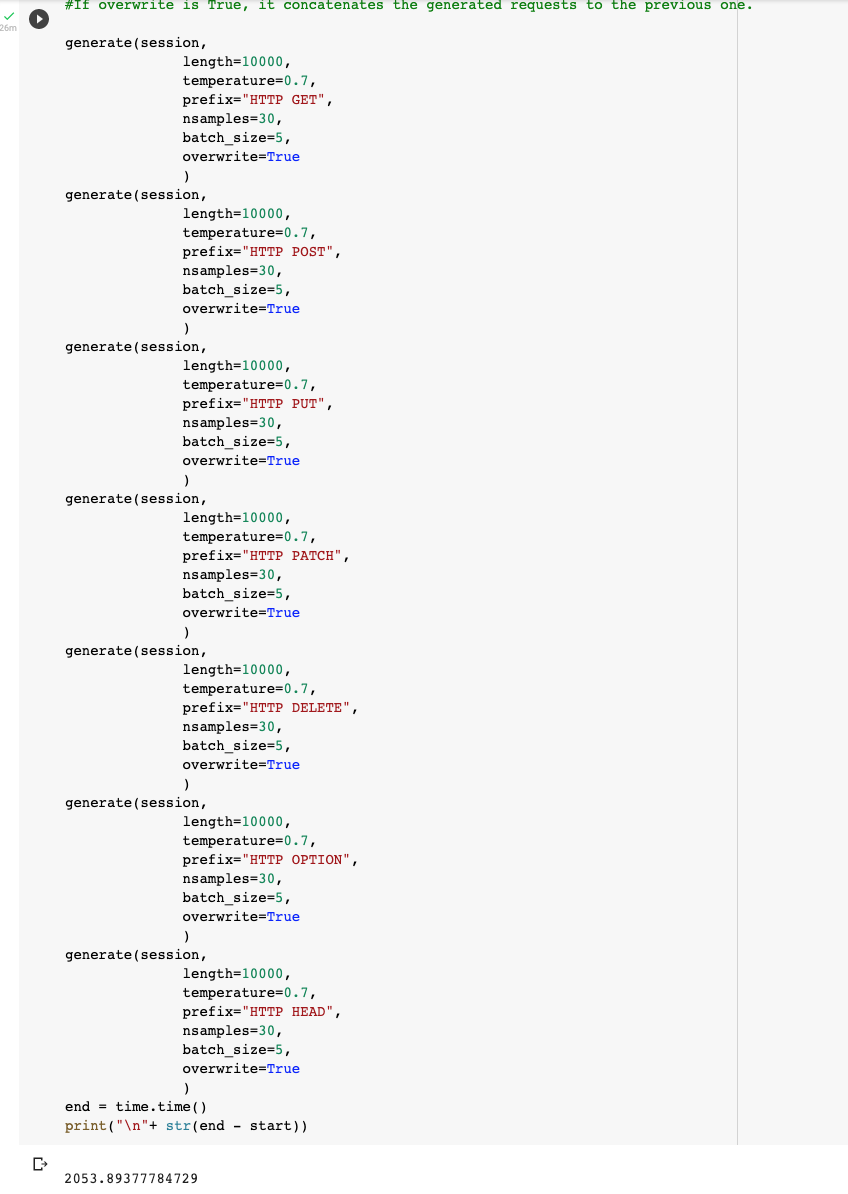 #If overwrite is True, it concatenates the generated requests to the previous one.
26m
generate(session,
length=10000,
temperature=0.7,
prefix="HTTP GET",
nsamples=30,
batch_size=5,
overwrite=True
)
generate(session,
length=10000,
temperature=0.7,
prefix="HTTP POST",
nsamples=30,
batch_size=5,
overwrite=True
)
generate(session,
length=10000,
temperature=0.7,
prefix="HTTP PUT",
nsamples=30,
batch_size=5,
overwrite=True
)
generate(session,
length=10000,
temperature=0.7,
prefix="HTTP PATCH",
nsamples=30,
batch_size=5,
overwrite=True
)
generate(session,
length=10000,
temperature=0.7,
prefix="HTTP DELETE",
nsamples=30,
batch_size=5,
overwrite=True
)
generate(session,
length=10000,
temperature=0.7,
prefix="HTTP OPTION",
nsamples=30,
batch_size=5,
overwrite=True
)
generate(session,
length=10000,
temperature=0.7,
prefix="HTTP HEAD",
nsamples=30,
batch_size=5,
overwrite=True
)
end = time.time()
print("\n"+ str(end - start))
2053.89377784729